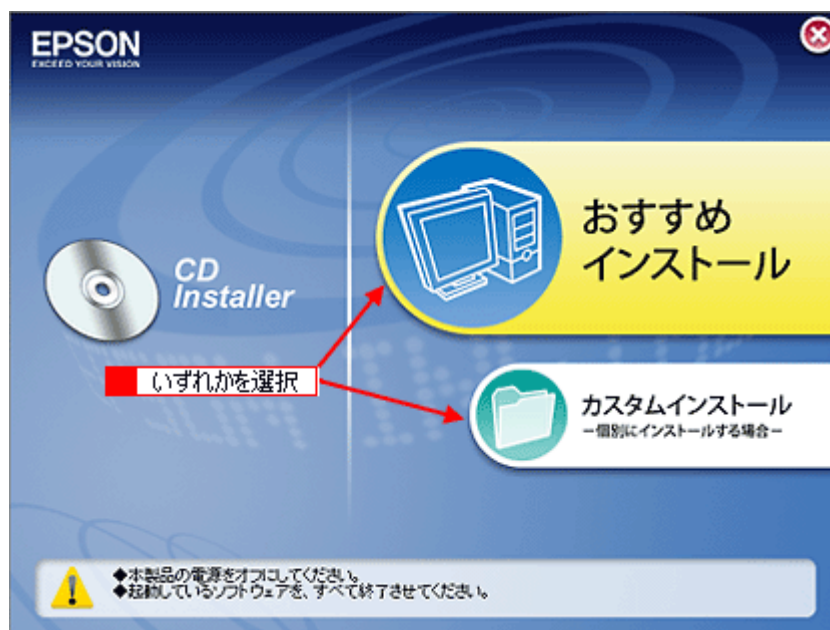 EPSON
EXCEED YOUR VISION
おすすめ
インストール
CD
Installer
いずれかを選択
カスタムインストール
－個別にインストールする場合－
◆本製品の電源をオフにしてください。
◆起動しているソフトウェアを、すべて終了させてください。